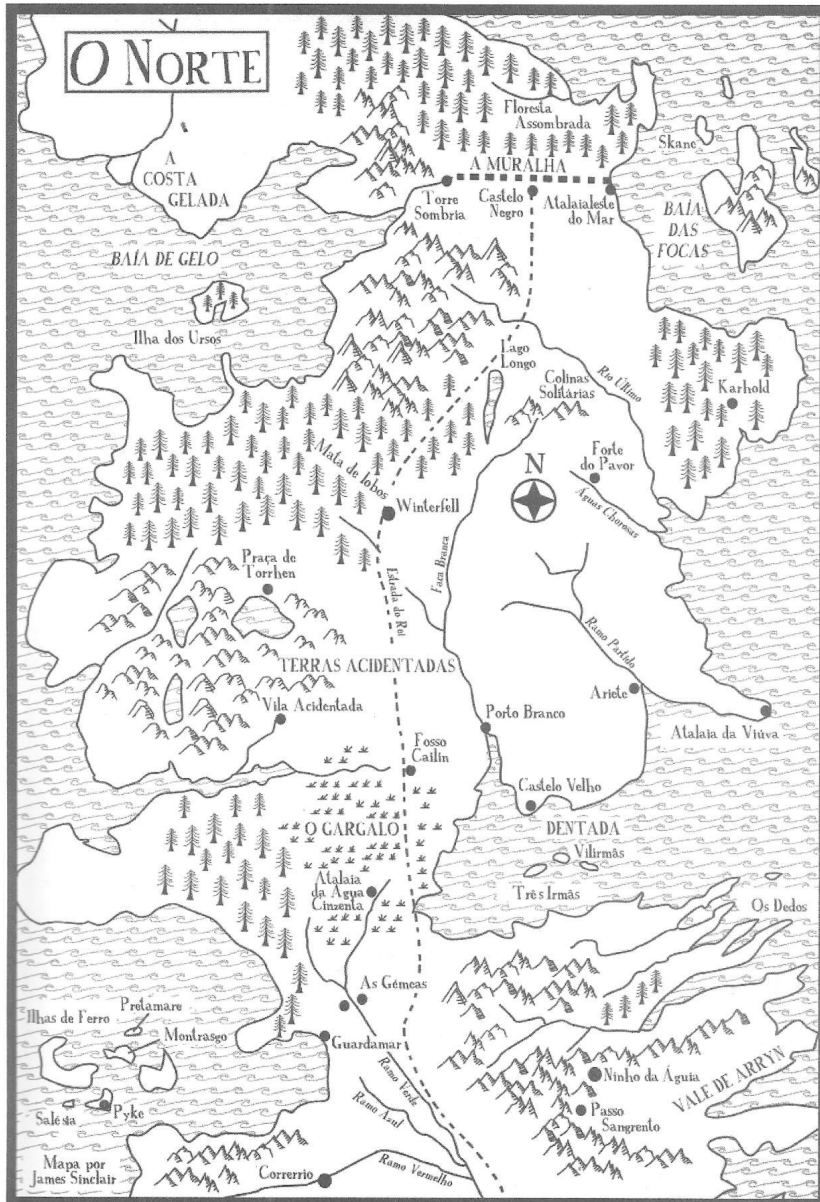 O NORTE
Floresta
Assombrada
Skane
A MURALHA
A
COSTA
GELADA
Torre
Sombria
Castelo
Negro
Atalaialeste
do Mar
BAÍA
DAS
FOCAS
BAÍA DE GELO
Ilha dos Ursos
Lago
Longo
Colinas
Solitárias
Rio Último
Karhold
Mata de lobos
N
Forte
do Pavor
Águas Chorosas
Winterfell
Faca Branca
Estrada do Rei
Praça de
Torrhen
Ramo Partido
TERRAS ACIDENTADAS
Vila Acidentada
Ariete
Porto Branco
Atalaia da Viúva
Fosso
Cailin
Castelo Velho
O GARGALO
DENTADA
Vilirmãs
Três Irmãs
Atalaia
da Água
Cinzenta
Os Dedos
As Gémeas
Ilhas de Ferro
Pretamare
Montrasgo
Guardamar
Ninho da Águia
VALE DE ARRYN
Ramo Verde
Ramo Azul
Passo
Sangrento
Salésia
Pyke
Mapa por
James Sinclair
Correrrio
Ramo Vermelho